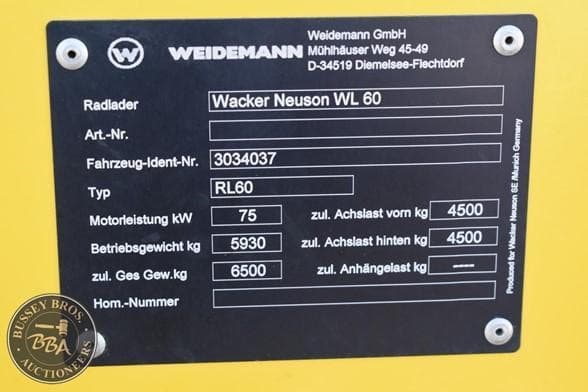 WEIDEMANN
Weidemann GmbH
Mühlhäuser Weg 45-49
D-34519 Diemelsee-Flechtdorf
Radlader Wacker Neuson WL 60
Art.-Nr.
Fahrzeug-Ident-Nr. 3034037
Typ RL60
Motorleistung kW 75 zul. Achslast vorn kg 4500
Betriebsgewicht kg 5930 zul. Achslast hinten kg 4500
zul. Ges Gew.kg 6500 zul. Anhängelast kg ----
Hom.-Nummer
Produced for Wacker Neuson SE /Munich Germany
BUSSEY BROS.
BBA
AUCTIONEERS